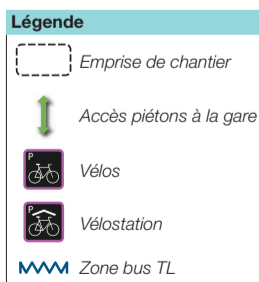 Légende
Emprise de chantier
Accès piétons à la gare
P
Vélos
P
Vélostation
Zone bus TL